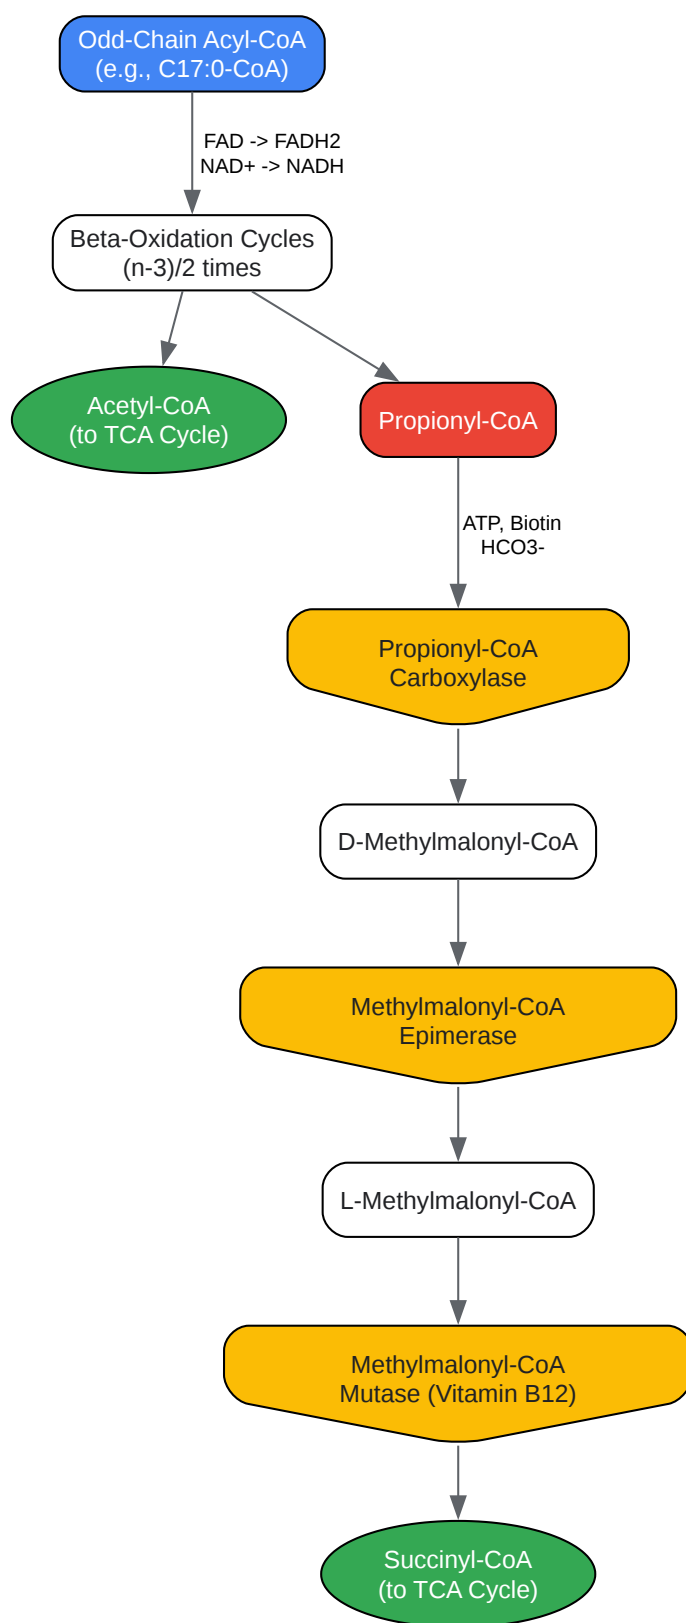 Odd-Chain Acyl-CoA
(e.g., C17:0-CoA)
FAD -> FADH2
NAD+ -> NADH
Beta-Oxidation Cycles
(n-3)/2 times
Acetyl-CoA
(to TCA Cycle)
Propionyl-CoA
ATP, Biotin
HCO3-
Propionyl-CoA
Carboxylase
D-Methylmalonyl-CoA
Methylmalonyl-CoA
Epimerase
L-Methylmalonyl-CoA
Methylmalonyl-CoA
Mutase (Vitamin B12)
Succinyl-CoA
(to TCA Cycle)